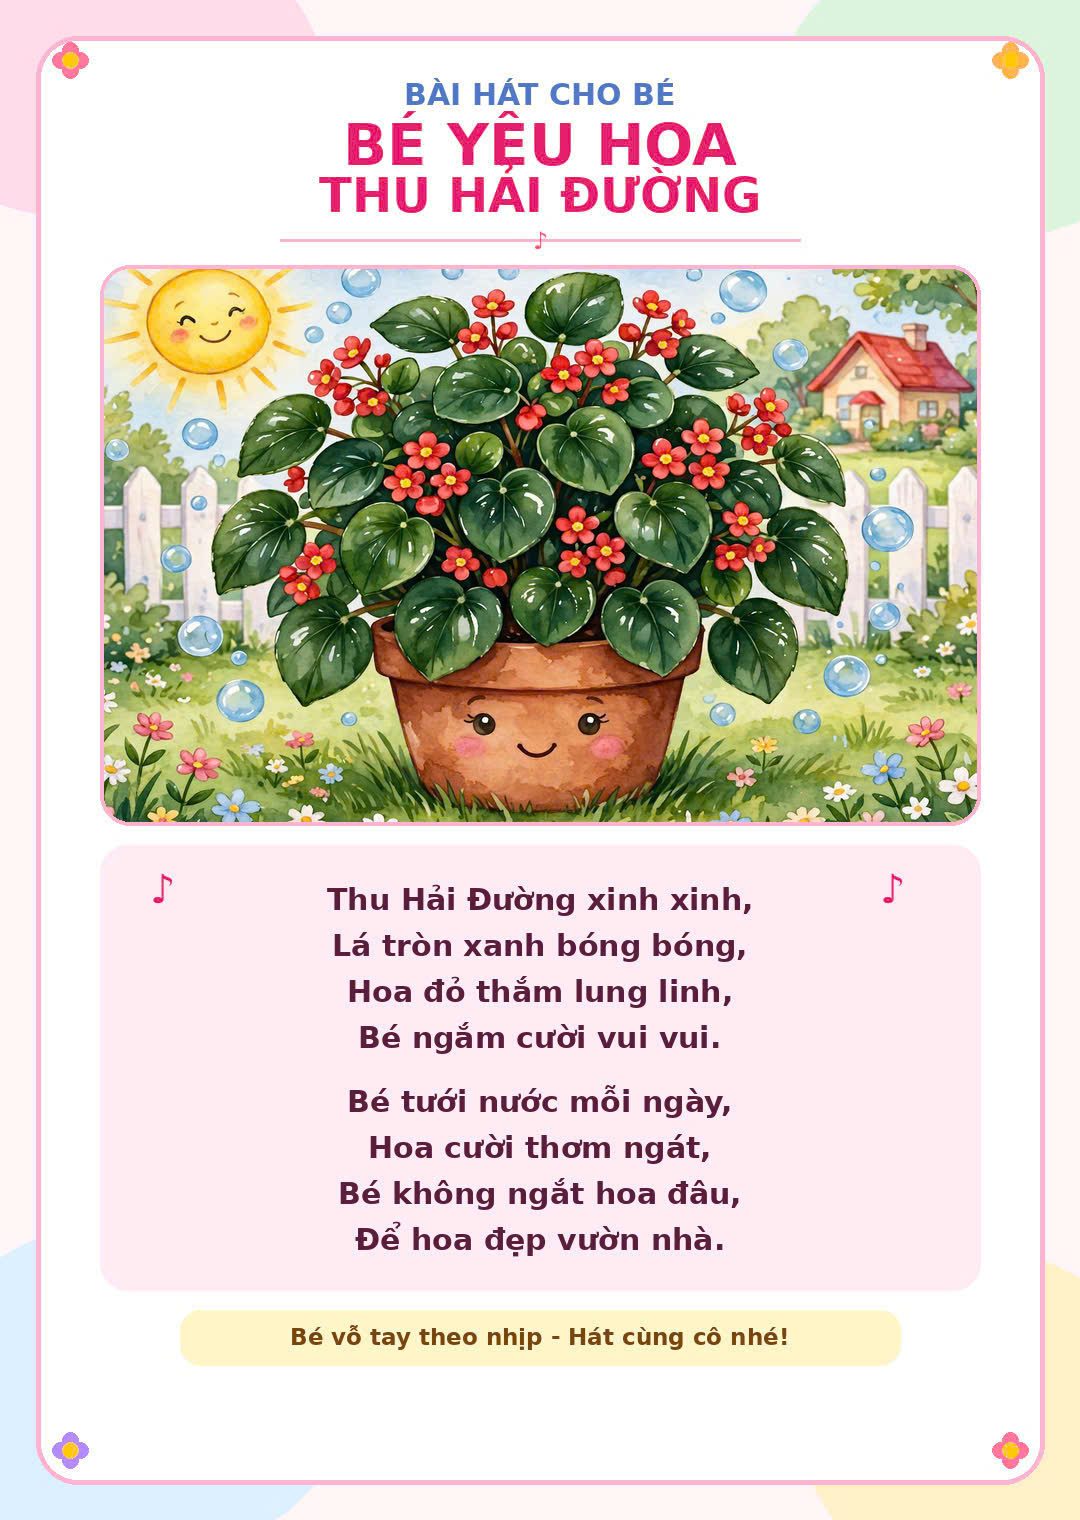 BÀI HÁT CHO BÉ
BÉ YÊU HOA
THU HẢI ĐƯỜNG
Thu Hải Đường xinh xinh,
Lá tròn xanh bóng bóng,
Hoa đỏ thắm lung linh,
Bé ngắm cười vui vui.
Bé tưới nước mỗi ngày,
Hoa cười thơm ngát,
Bé không ngắt hoa đâu,
Để hoa đẹp vườn nhà.
Bé vỗ tay theo nhịp - Hát cùng cô nhé!